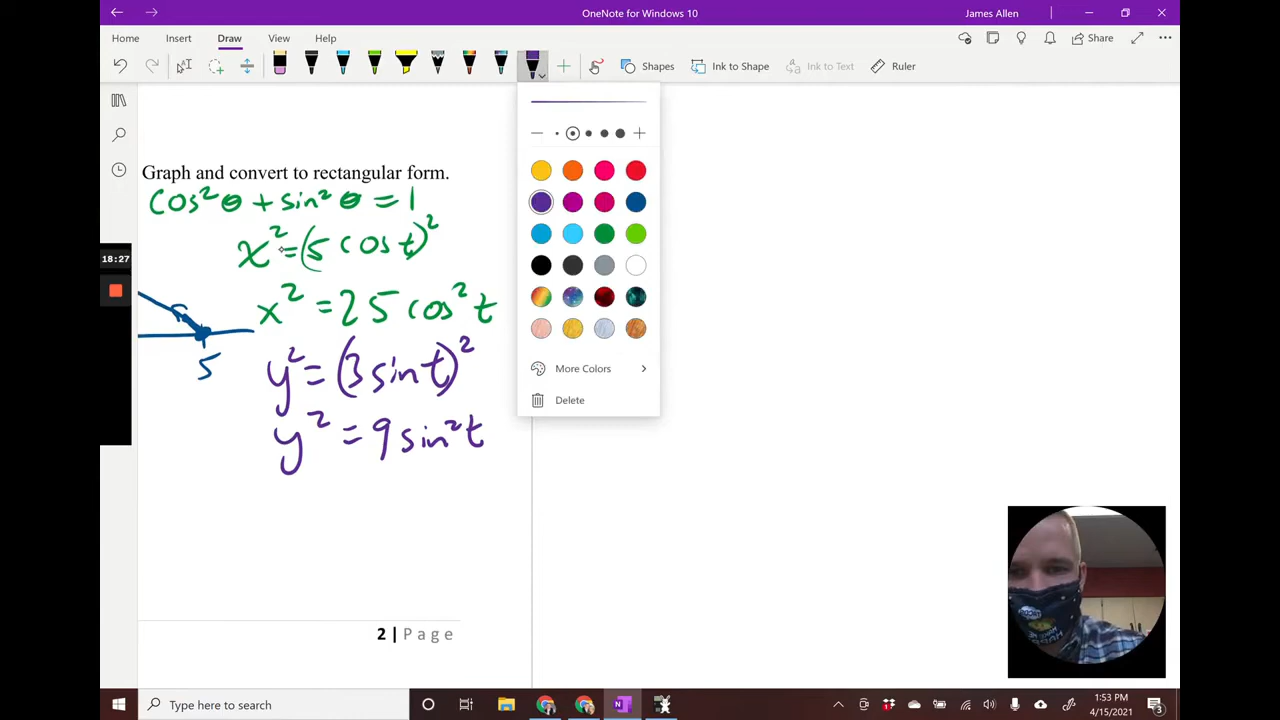 OneNote for Windows 10
James Allen
Home Insert Draw View Help
Share
Shapes Ink to Shape Ink to Text Ruler
Graph and convert to rectangular form.
cos² θ + sin² θ = 1
x² = (5 cos t)²
18:27
x² = 25 cos² t
5
y² = (3 sin t)²
y² = 9 sin² t
More Colors
Delete
2 | Page
Type here to search
1:53 PM
4/15/2021
3